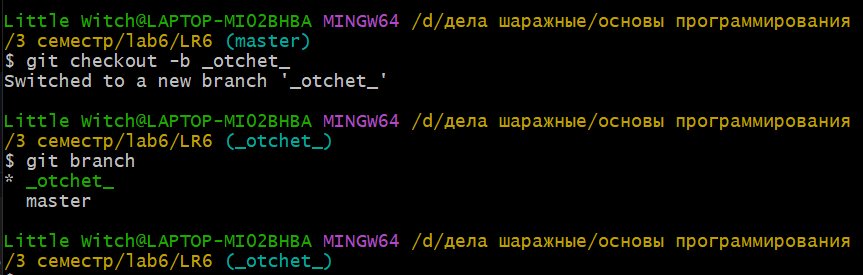 Little Witch@LAPTOP-MIO2BHBA MINGW64 /d/дела шаражные/основы программирования
/3 семестр/lab6/LR6 (master)
$ git checkout -b _otchet_
Switched to a new branch '_otchet_'
Little Witch@LAPTOP-MIO2BHBA MINGW64 /d/дела шаражные/основы программирования
/3 семестр/lab6/LR6 (_otchet_)
$ git branch
* _otchet_
master
Little Witch@LAPTOP-MIO2BHBA MINGW64 /d/дела шаражные/основы программирования
/3 семестр/lab6/LR6 (_otchet_)